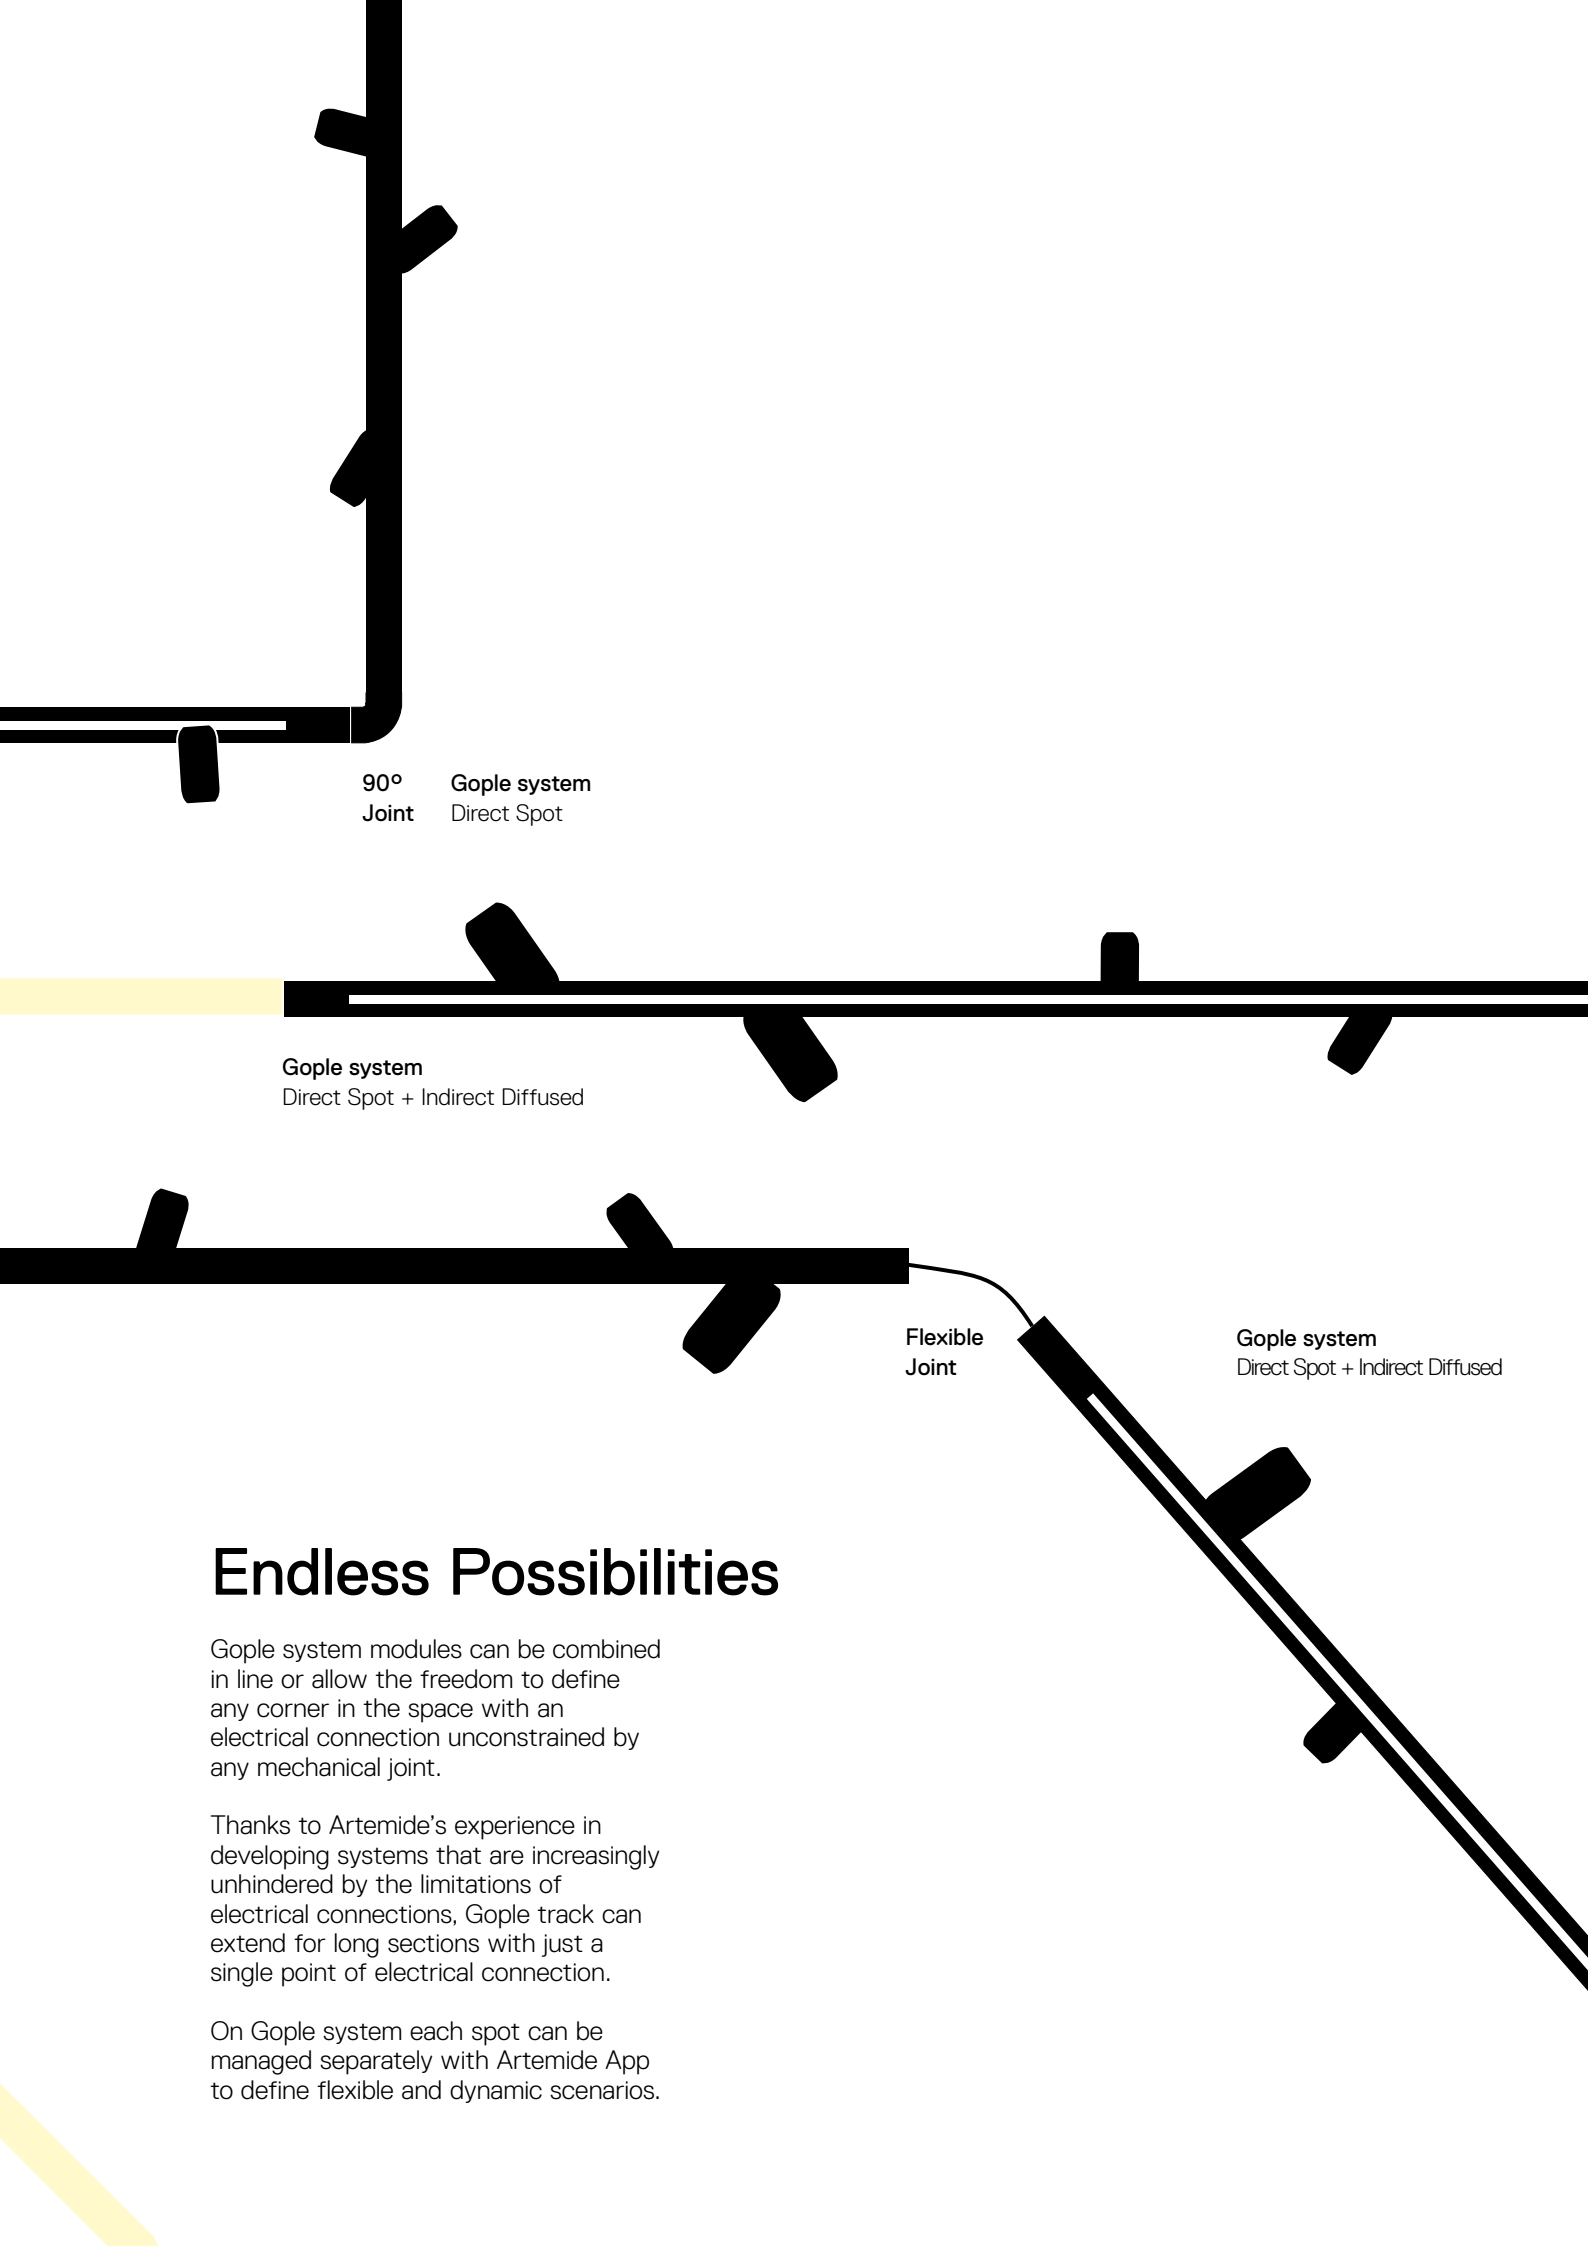 90º
Joint
Gople system
Direct Spot
Gople system
Direct Spot + Indirect Diffused
Flexible
Joint
Gople system
Direct Spot + Indirect Diffused
Endless Possibilities
Gople system modules can be combined
in line or allow the freedom to define
any corner in the space with an
electrical connection unconstrained by
any mechanical joint.
Thanks to Artemide’s experience in
developing systems that are increasingly
unhindered by the limitations of
electrical connections, Gople track can
extend for long sections with just a
single point of electrical connection.
On Gople system each spot can be
managed separately with Artemide App
to define flexible and dynamic scenarios.